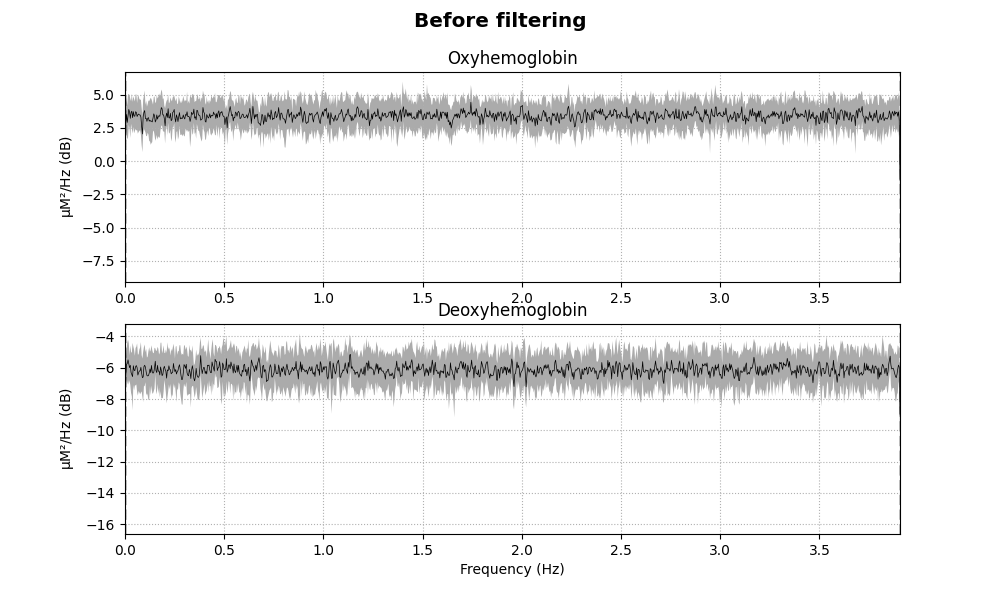 Before filtering
Oxyhemoglobin
5.0
2.5
0.0
−2.5
−5.0
−7.5
µM²/Hz (dB)
0.0 0.5 1.0 1.5 2.0 2.5 3.0 3.5
Deoxyhemoglobin
−4
−6
−8
−10
−12
−14
−16
µM²/Hz (dB)
0.0 0.5 1.0 1.5 2.0 2.5 3.0 3.5
Frequency (Hz)